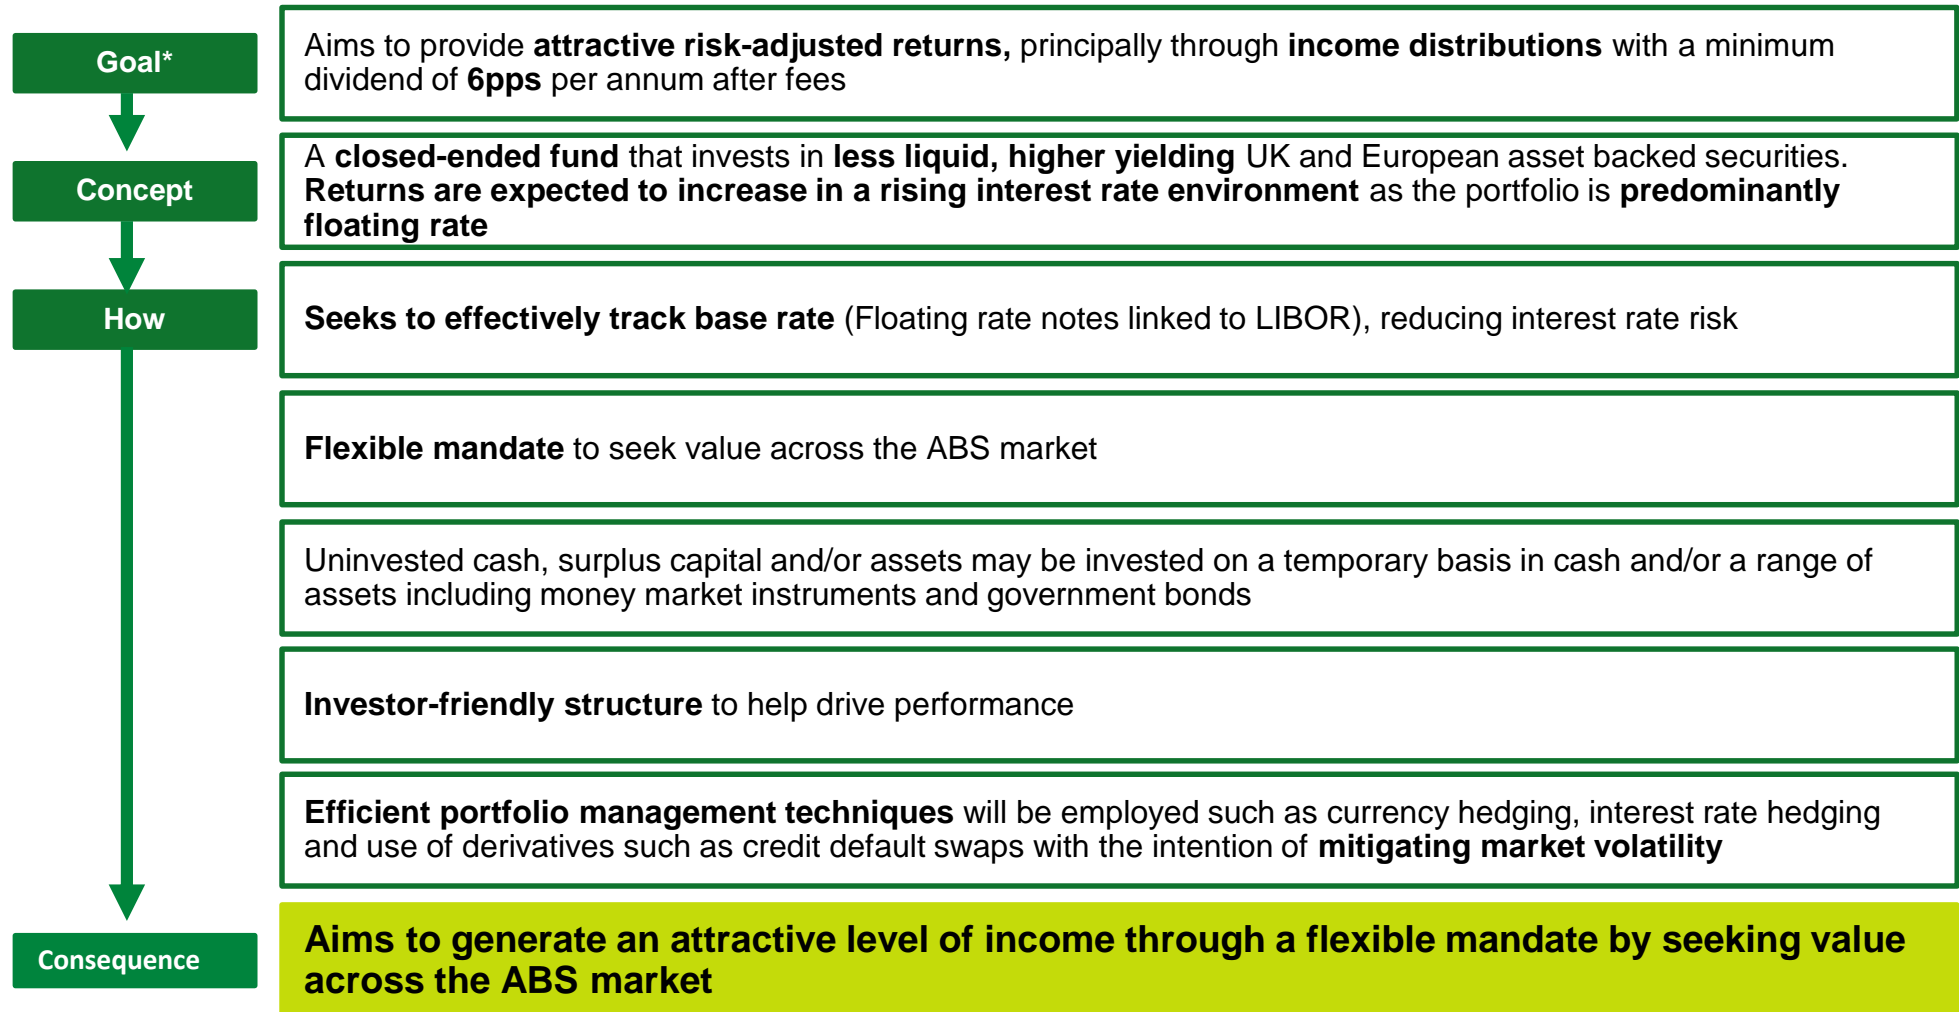 Goal*
Aims to provide attractive risk-adjusted returns, principally through income distributions with a minimum
dividend of 6pps per annum after fees
Concept
A closed-ended fund that invests in less liquid, higher yielding UK and European asset backed securities.
Returns are expected to increase in a rising interest rate environment as the portfolio is predominantly
floating rate
How
Seeks to effectively track base rate (Floating rate notes linked to LIBOR), reducing interest rate risk
Flexible mandate to seek value across the ABS market
Uninvested cash, surplus capital and/or assets may be invested on a temporary basis in cash and/or a range of
assets including money market instruments and government bonds
Investor-friendly structure to help drive performance
Efficient portfolio management techniques will be employed such as currency hedging, interest rate hedging
and use of derivatives such as credit default swaps with the intention of mitigating market volatility
Consequence
Aims to generate an attractive level of income through a flexible mandate by seeking value
across the ABS market